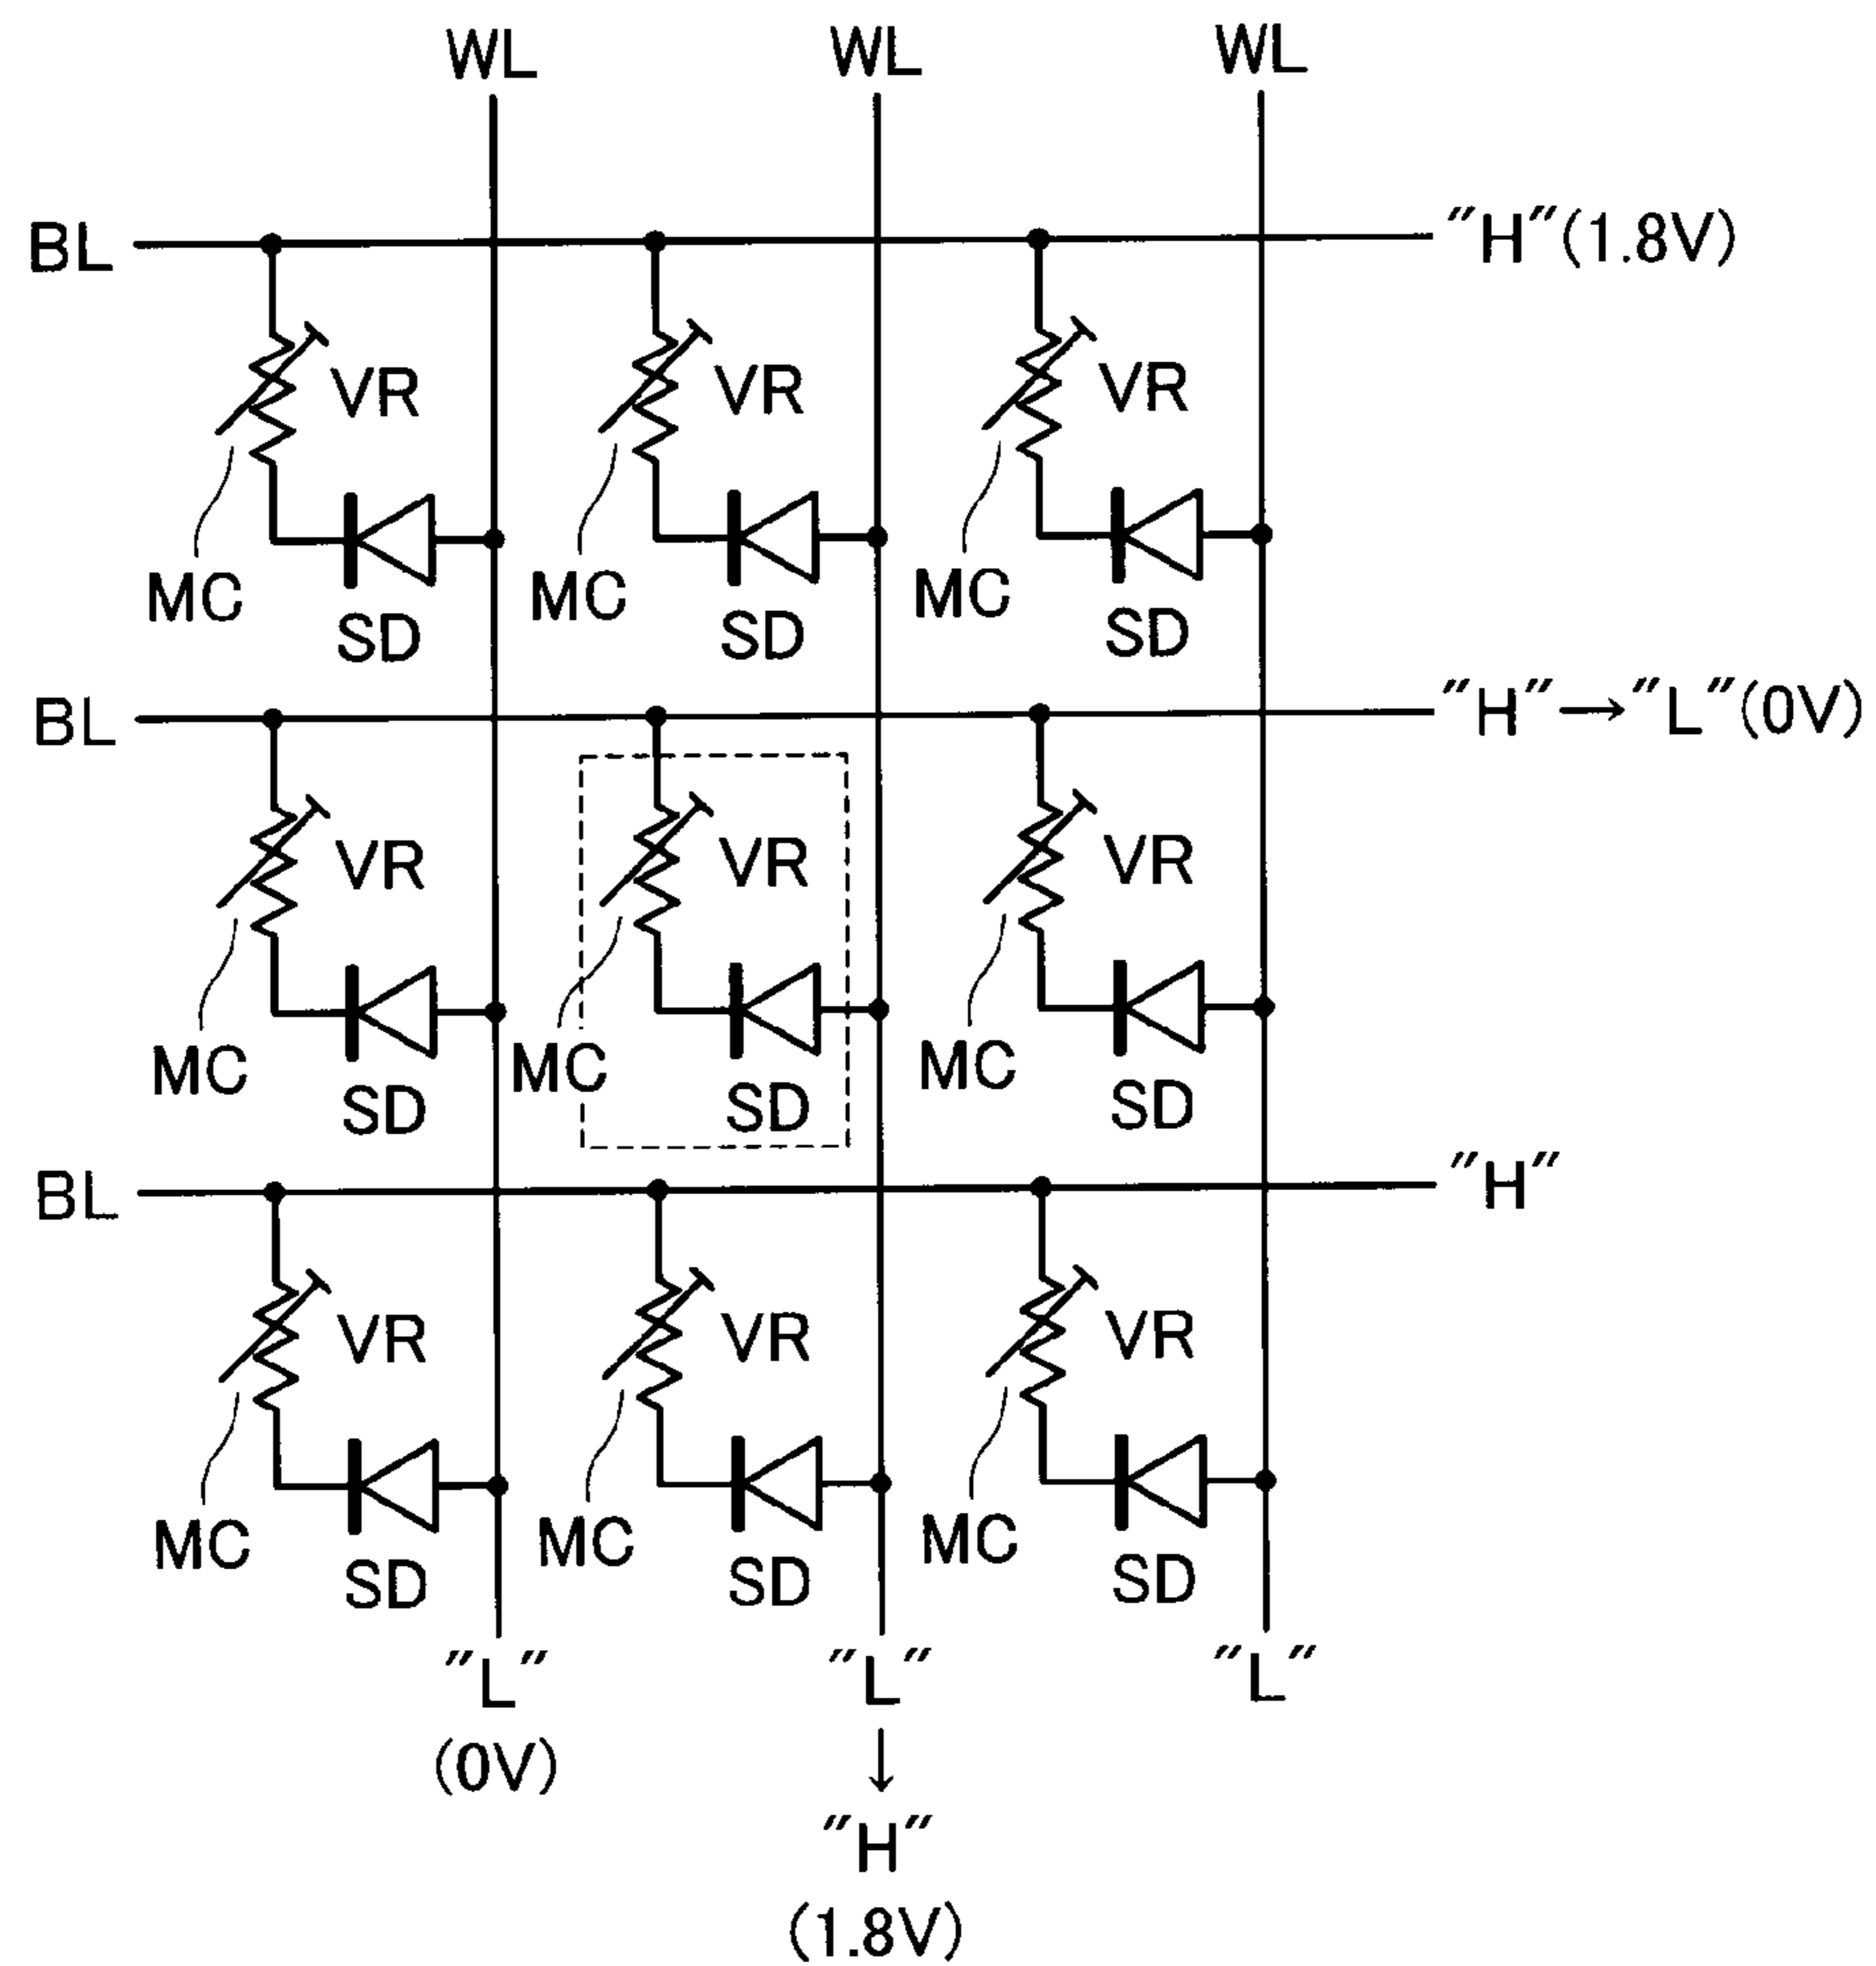 WL WL WL
BL "H"(1.8V)
VR VR VR
MC MC MC
SD SD SD
BL "H"→"L"(0V)
VR VR VR
MC MC MC
SD SD SD
BL "H"
VR VR VR
MC MC MC
SD SD SD
"L" "L" "L"
(0V) ↓
"H"
(1.8V)